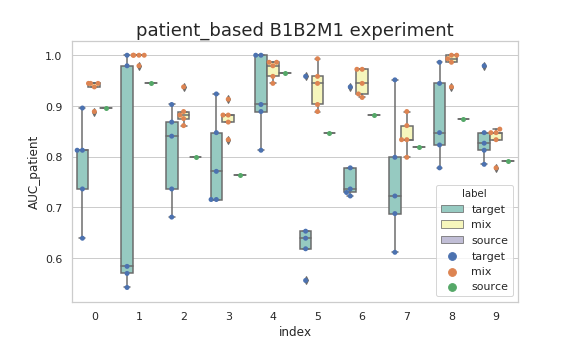 patient_based B1B2M1 experiment
1.0
0.9
0.8
0.7
0.6
AUC_patient
label
target
mix
source
target
mix
source
0 1 2 3 4 5 6 7 8 9
index